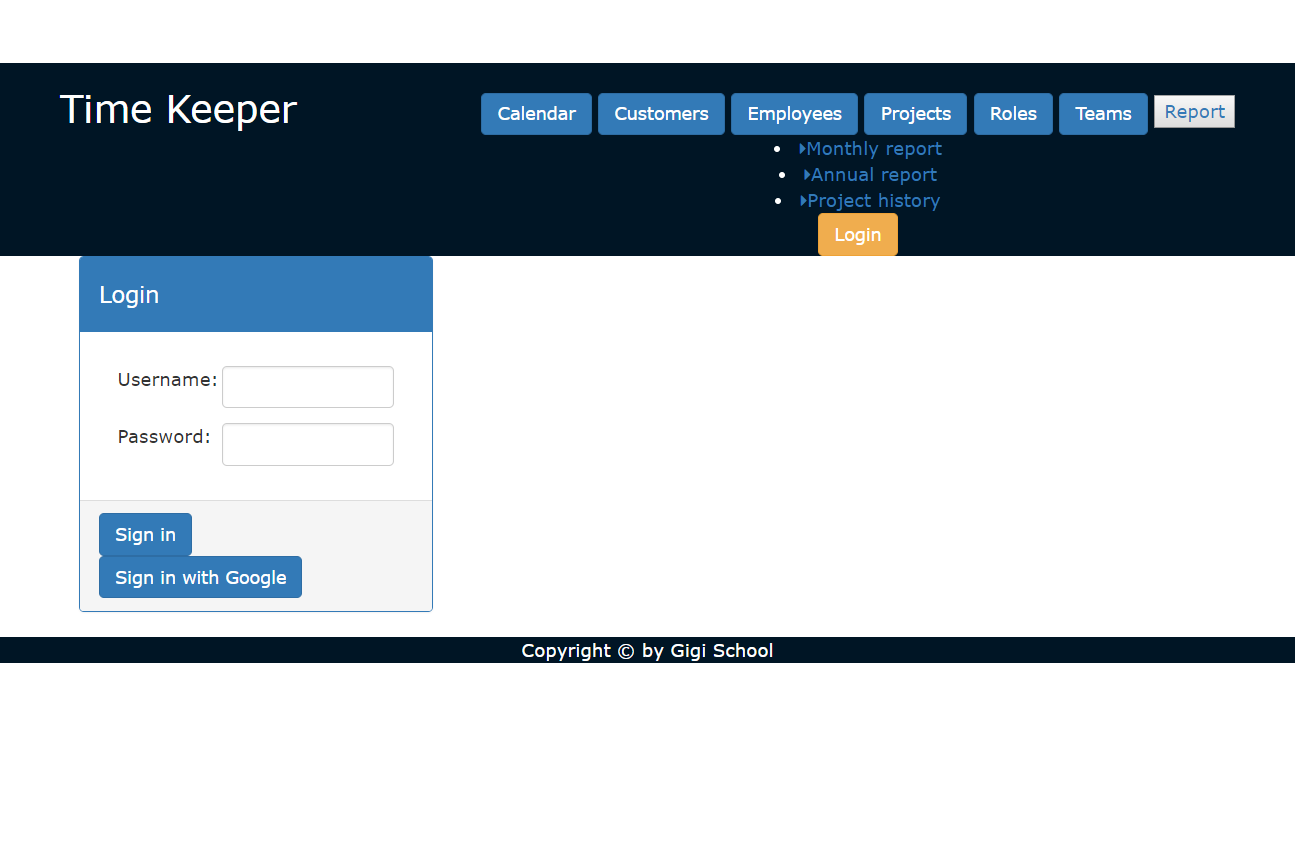 Time Keeper
Calendar Customers Employees Projects Roles Teams Report
Monthly report
Annual report
Project history
Login
Login
Username:
Password:
Sign in
Sign in with Google
Copyright © by Gigi School